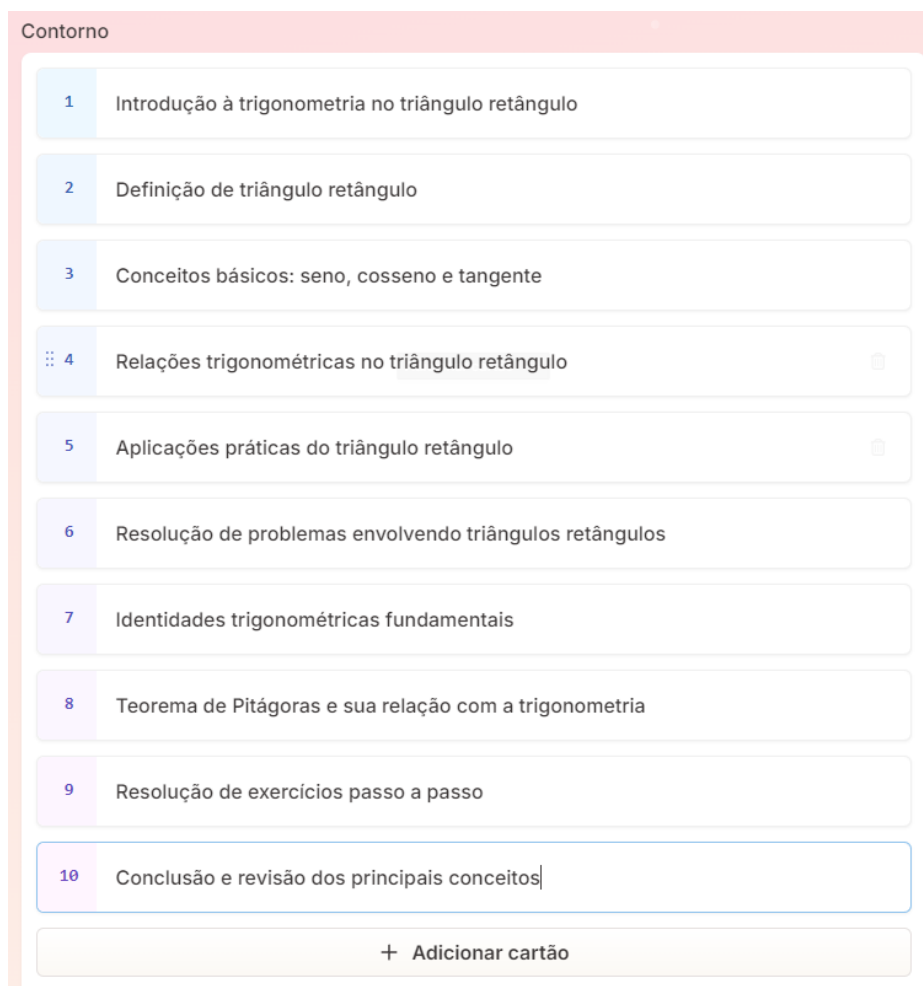 Contorno
1 Introdução à trigonometria no triângulo retângulo
2 Definição de triângulo retângulo
3 Conceitos básicos: seno, cosseno e tangente
4 Relações trigonométricas no triângulo retângulo
5 Aplicações práticas do triângulo retângulo
6 Resolução de problemas envolvendo triângulos retângulos
7 Identidades trigonométricas fundamentais
8 Teorema de Pitágoras e sua relação com a trigonometria
9 Resolução de exercícios passo a passo
10 Conclusão e revisão dos principais conceitos
+ Adicionar cartão